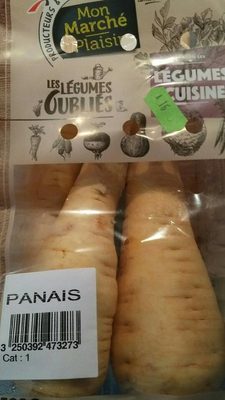 PRODUCTEURS &
Mon
Marché
Plaisir
LES LÉGUMES
OUBLIÉS
LÉGUMES
CUISINE
PANAIS
3 250392 473273
Cat : 1